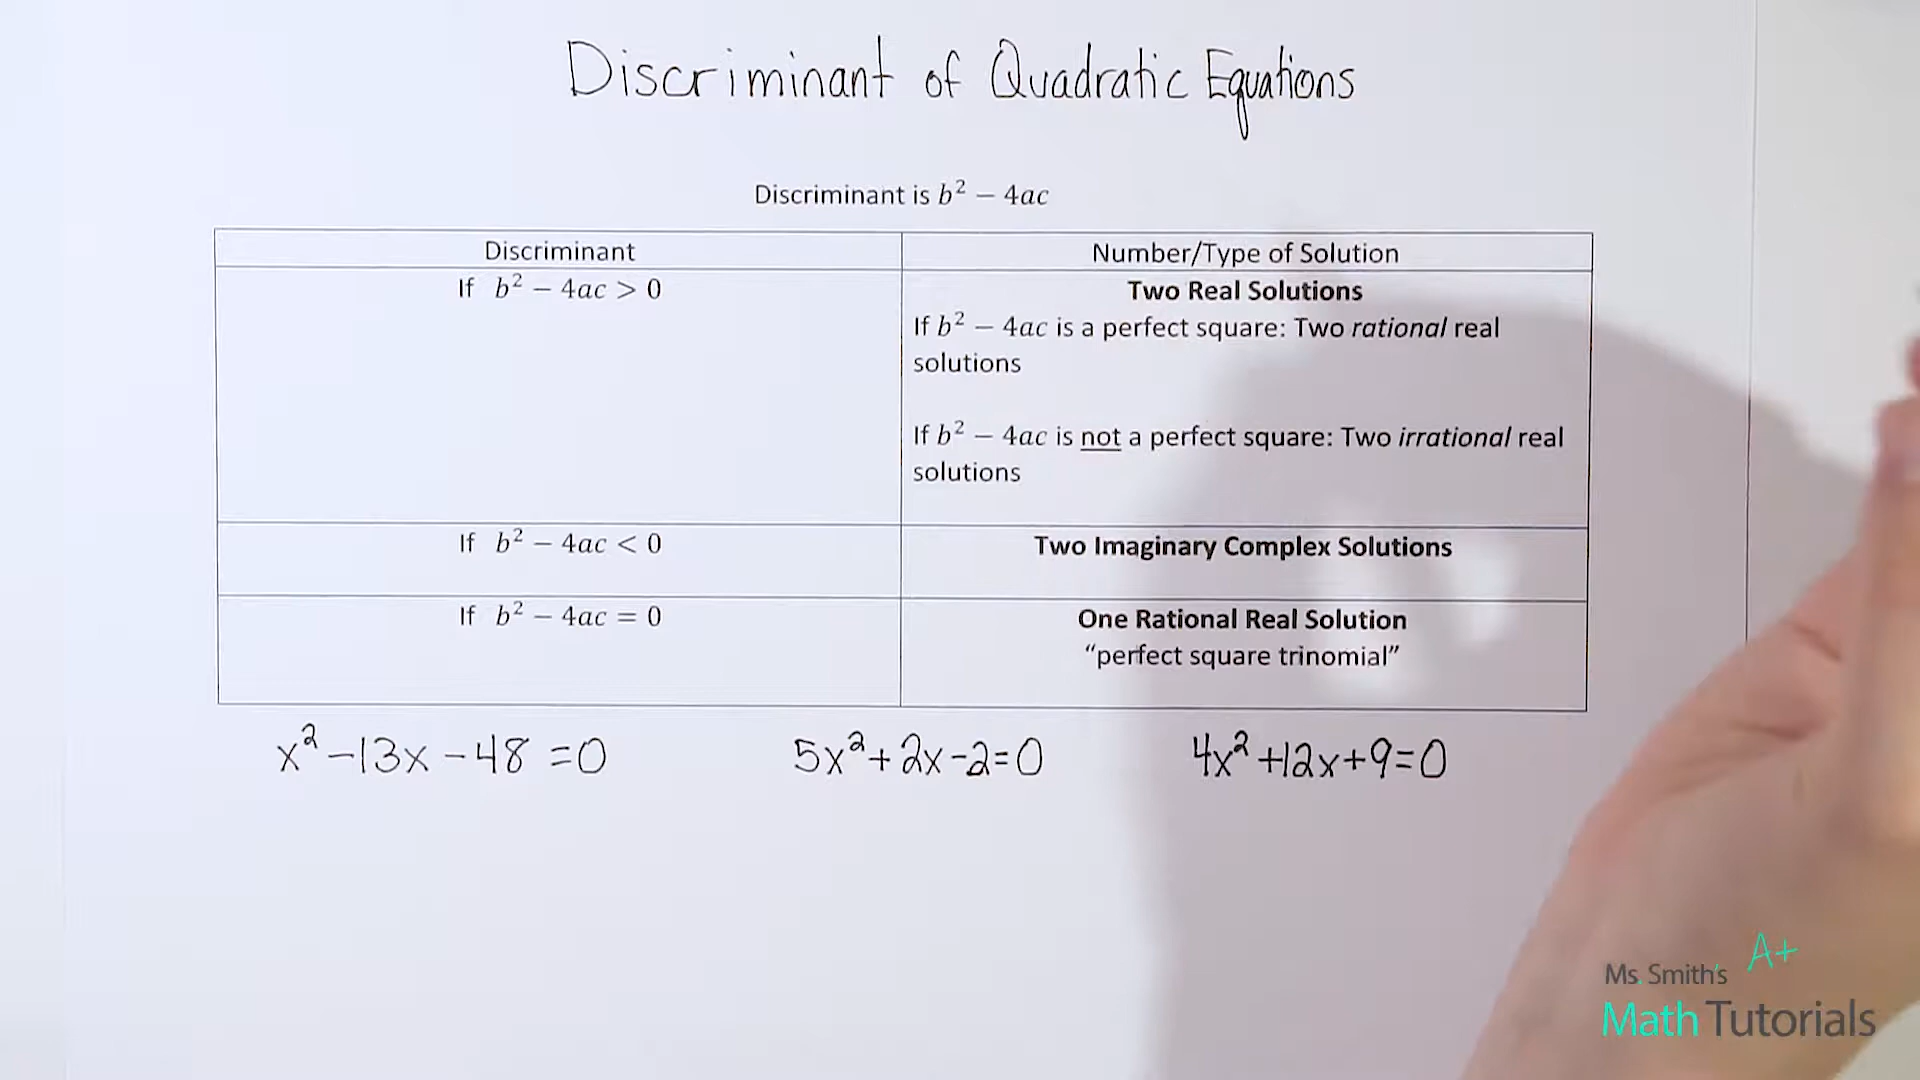 Discriminant of Quadratic Equations
Discriminant is b² − 4ac
Discriminant
Number/Type of Solution
If b² − 4ac > 0
Two Real Solutions
If b² − 4ac is a perfect square: Two rational real
solutions
If b² − 4ac is not a perfect square: Two irrational real
solutions
If b² − 4ac < 0
Two Imaginary Complex Solutions
If b² − 4ac = 0
One Rational Real Solution
“perfect square trinomial”
x² −13x −48 =0
5x²+2x−2=0
4x²+12x+9=0
A+
Ms. Smith's
Math Tutorials